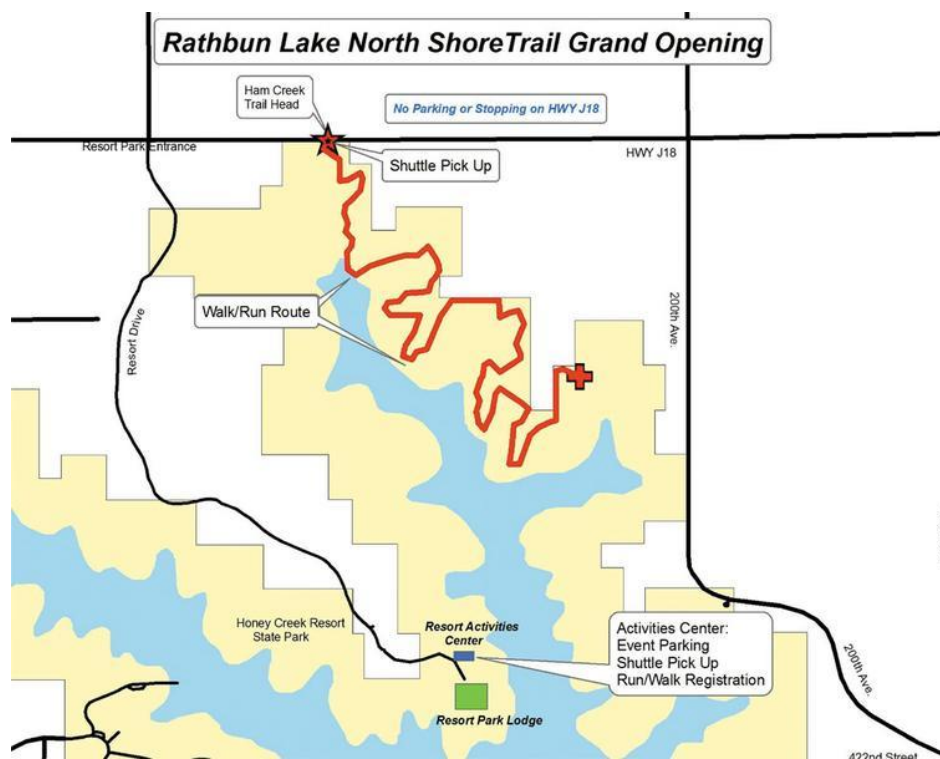 Rathbun Lake North ShoreTrail Grand Opening
Ham Creek
Trail Head
No Parking or Stopping on HWY J18
Resort Park Entrance
HWY J18
Shuttle Pick Up
Walk/Run Route
Resort Drive
200th Ave.
Honey Creek Resort
State Park
Resort Activities
Center
Activities Center:
Event Parking
Shuttle Pick Up
Run/Walk Registration
200th Ave.
Resort Park Lodge
422nd Street